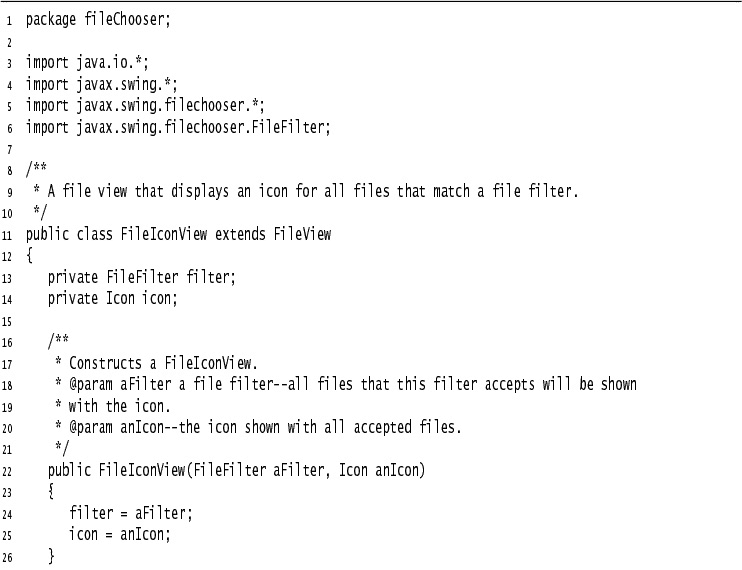 1 package fileChooser;
2
3 import java.io.*;
4 import javax.swing.*;
5 import javax.swing.filechooser.*;
6 import javax.swing.filechooser.FileFilter;
7
8 /**
9  * A file view that displays an icon for all files that match a file filter.
10  */
11 public class FileIconView extends FileView
12 {
13    private FileFilter filter;
14    private Icon icon;
15
16    /**
17     * Constructs a FileIconView.
18     * @param aFilter a file filter--all files that this filter accepts will be shown
19     * with the icon.
20     * @param anIcon--the icon shown with all accepted files.
21     */
22    public FileIconView(FileFilter aFilter, Icon anIcon)
23    {
24       filter = aFilter;
25       icon = anIcon;
26    }